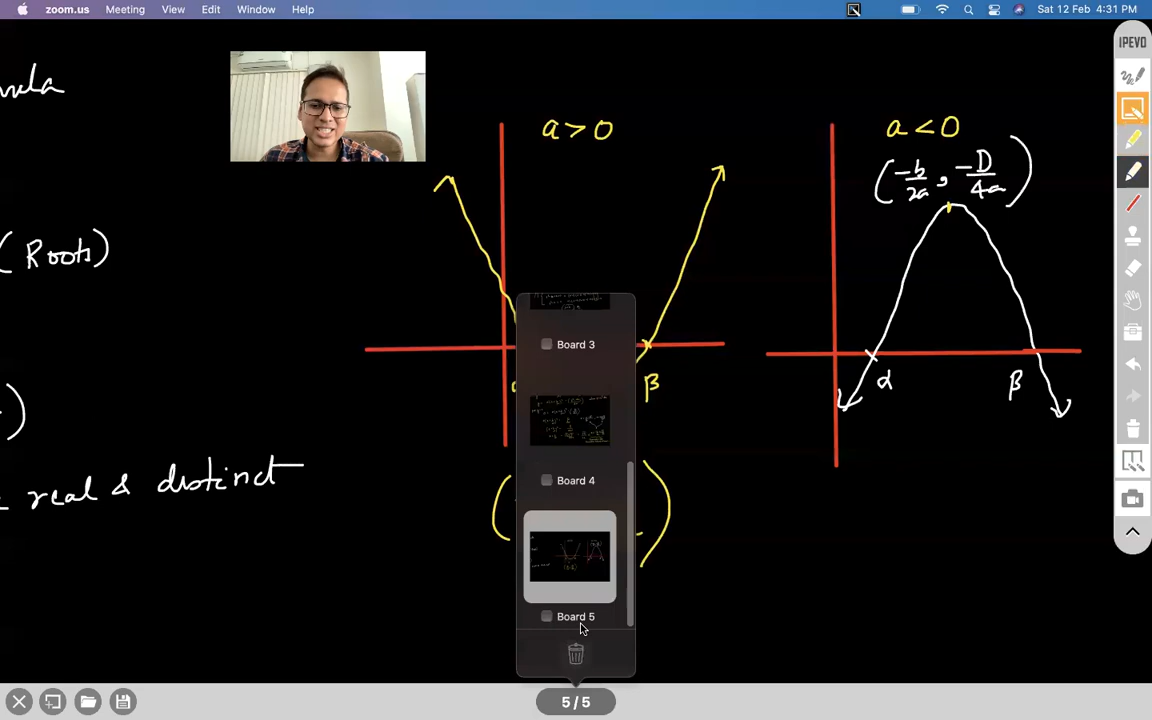 zoom.us Meeting View Edit Window Help Sat 12 Feb 4:31 PM
IPEVO
a > 0
a < 0
(-b/2a, -D/4a)
(Roots)
α β
β
real & distinct
Board 3
Board 4
Board 5
5 / 5